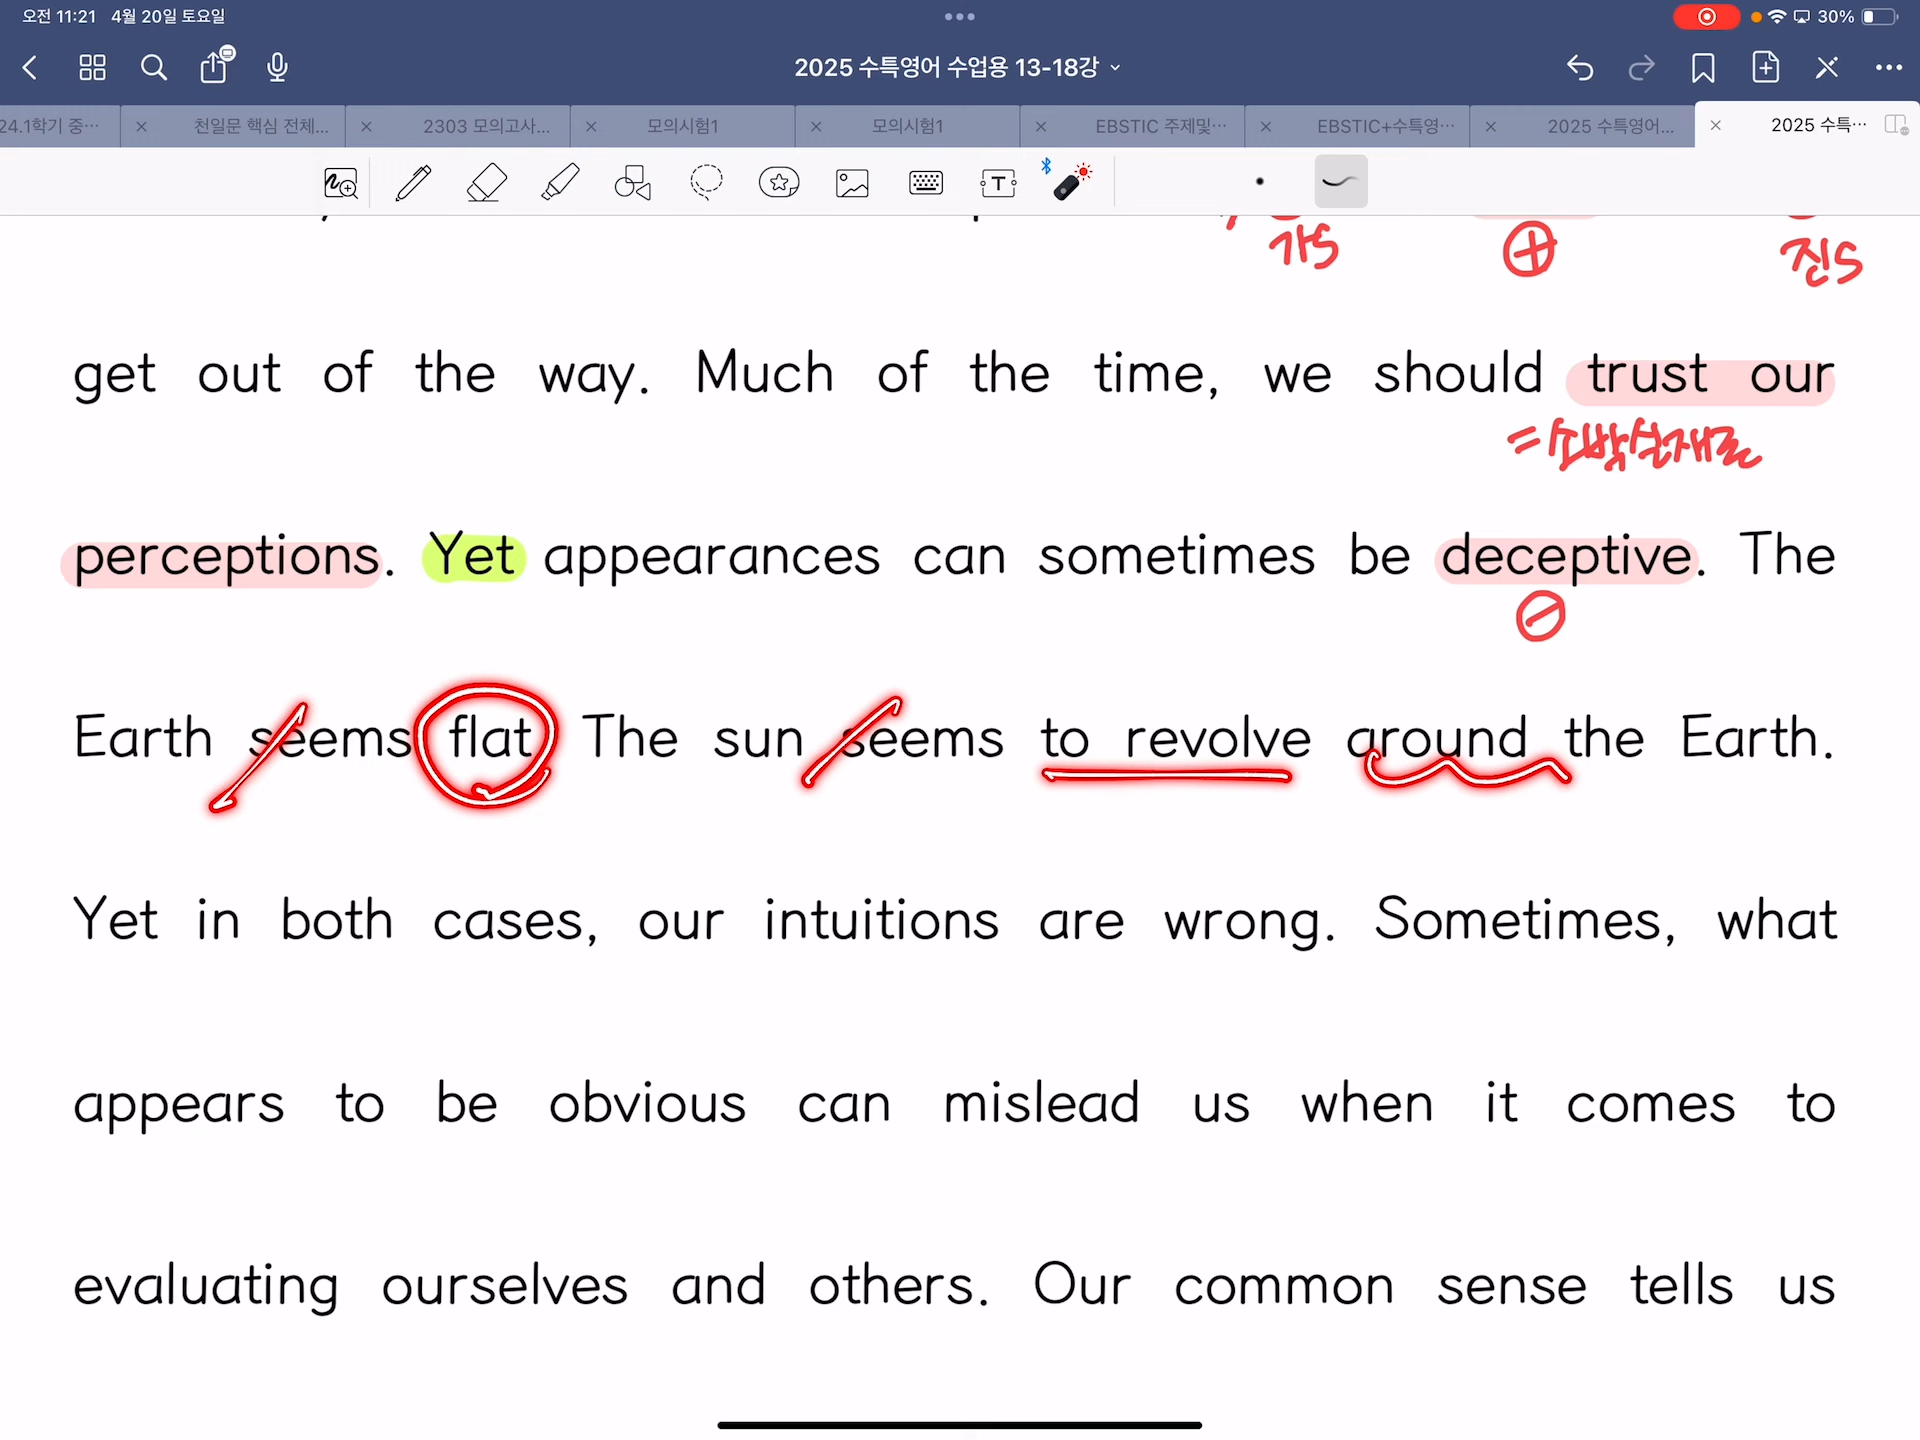 오전 11:21 4월 20일 토요일
30%
2025 수특영어 수업용 13-18강
24.1학기 중…
천일문 핵심 전체...
2303 모의고사...
모의시험1
모의시험1
EBSTIC 주제및…
EBSTIC+수특영…
2025 수특영어...
2025 수특…
가S
진S
get out of the way. Much of the time, we should trust our
=소박실재론
perceptions. Yet appearances can sometimes be deceptive. The
Earth seems flat The sun seems to revolve around the Earth.
Yet in both cases, our intuitions are wrong. Sometimes, what
appears to be obvious can mislead us when it comes to
evaluating ourselves and others. Our common sense tells us